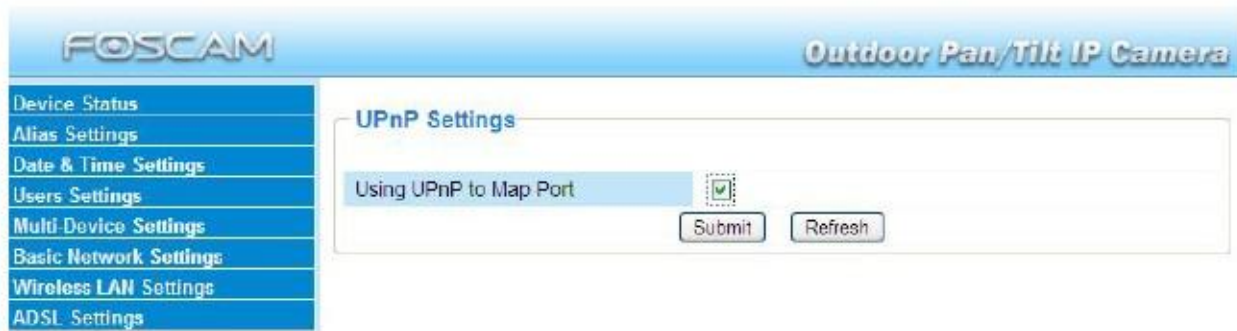 FOSCAM
Outdoor Pan/Tilt IP Camera
Device Status
Alias Settings
Date & Time Settings
Users Settings
Multi-Device Settings
Basic Network Settings
Wireless LAN Settings
ADSL Settings
UPnP Settings
Using UPnP to Map Port
Submit Refresh